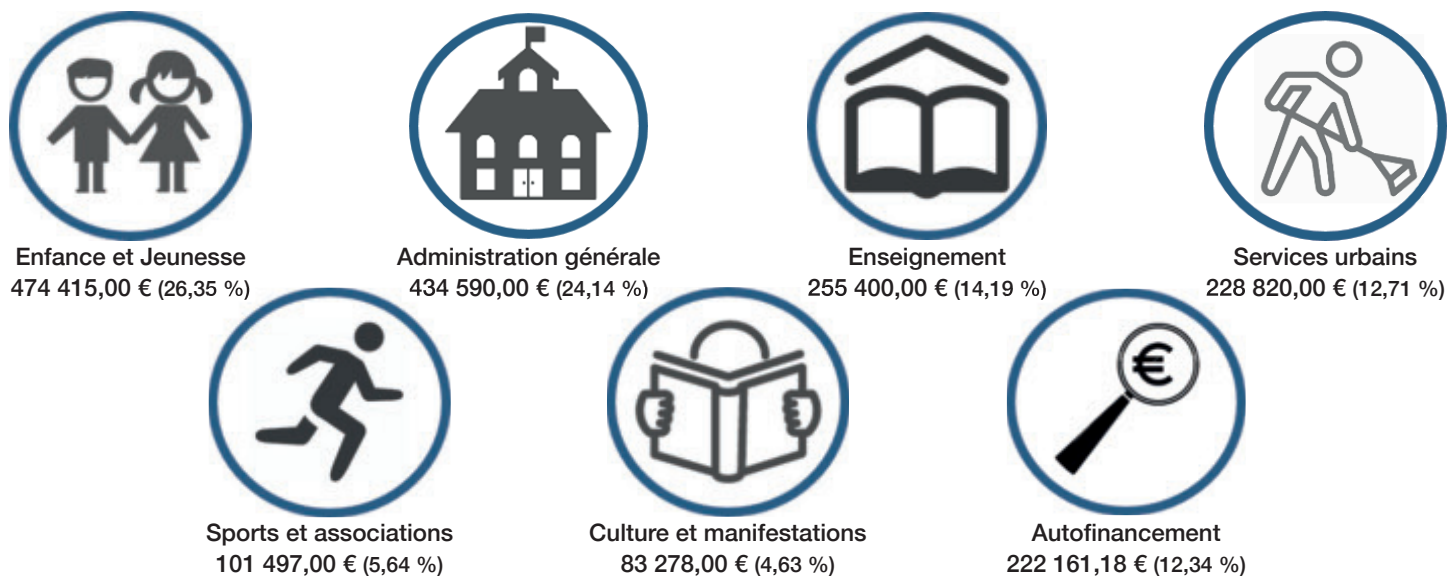 Enfance et Jeunesse
474 415,00 € (26,35 %)
Administration générale
434 590,00 € (24,14 %)
Enseignement
255 400,00 € (14,19 %)
Services urbains
228 820,00 € (12,71 %)
Sports et associations
101 497,00 € (5,64 %)
Culture et manifestations
83 278,00 € (4,63 %)
€
Autofinancement
222 161,18 € (12,34 %)